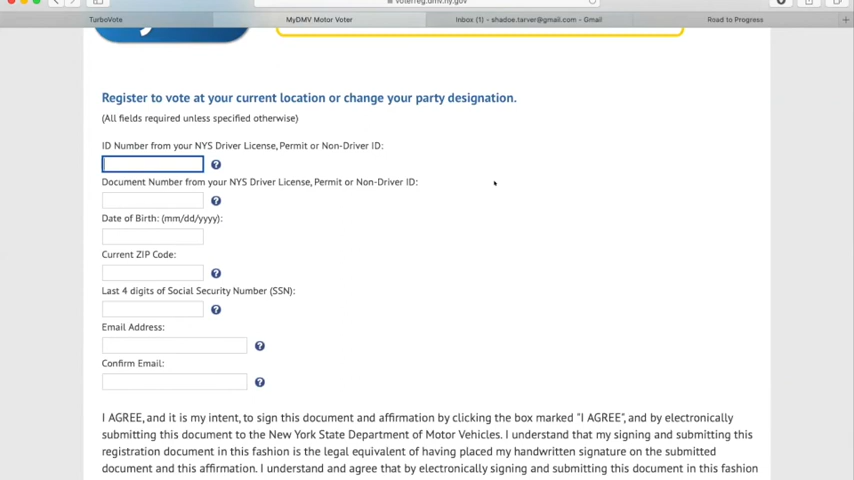 voterreg.dmv.ny.gov
TurboVote
MyDMV Motor Voter
Inbox (1) – shadoe.tarver@gmail.com – Gmail
Road to Progress
Register to vote at your current location or change your party designation.
(All fields required unless specified otherwise)
ID Number from your NYS Driver License, Permit or Non-Driver ID:
Document Number from your NYS Driver License, Permit or Non-Driver ID:
Date of Birth: (mm/dd/yyyy):
Current ZIP Code:
Last 4 digits of Social Security Number (SSN):
Email Address:
Confirm Email:
I AGREE, and it is my intent, to sign this document and affirmation by clicking the box marked "I AGREE", and by electronically
submitting this document to the New York State Department of Motor Vehicles. I understand that my signing and submitting this
registration document in this fashion is the legal equivalent of having placed my handwritten signature on the submitted
document and this affirmation. I understand and agree that by electronically signing and submitting this document in this fashion